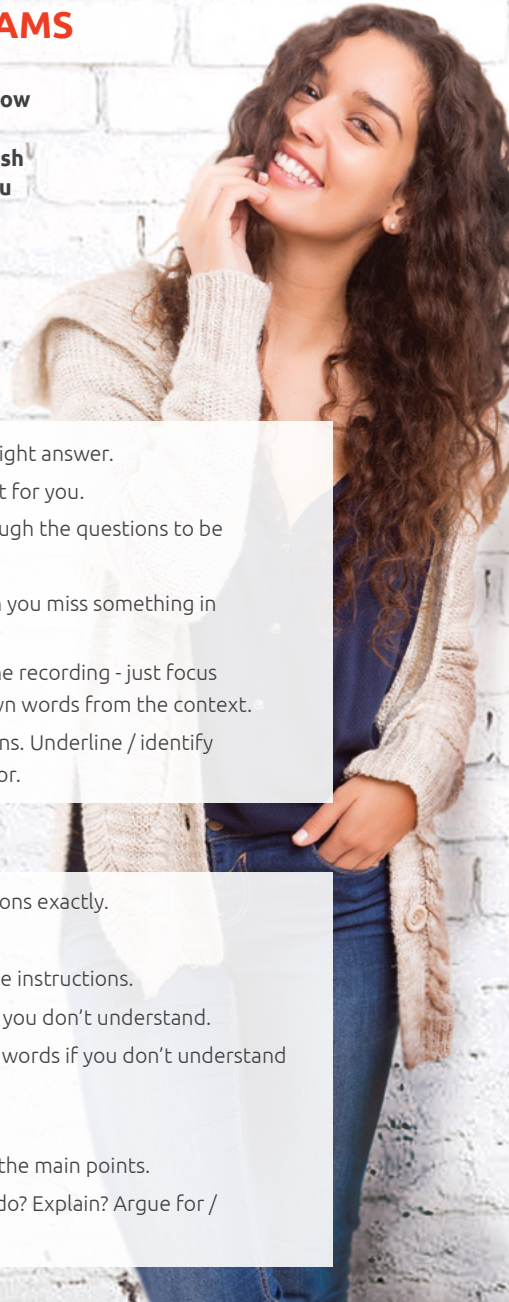 AMS
ow
sh
u
ight answer.
t for you.
ugh the questions to be
you miss something in
e recording - just focus
n words from the context.
ns. Underline / identify
or.
ons exactly.
e instructions.
you don't understand.
words if you don't understand
the main points.
do? Explain? Argue for /